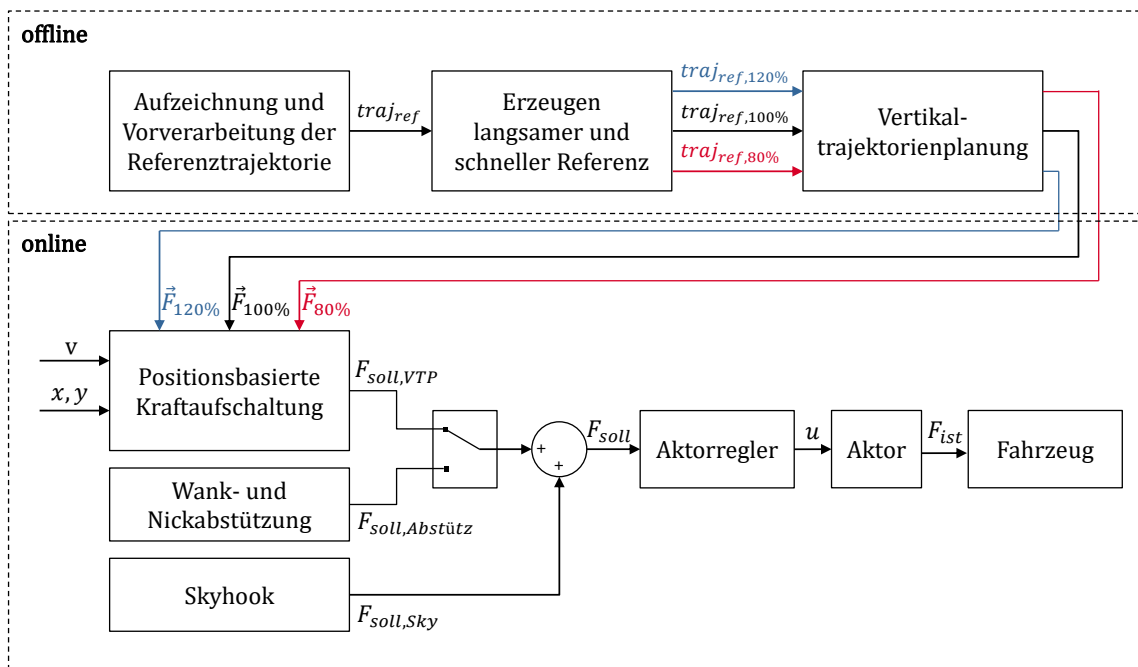 offline
Aufzeichnung und
Vorverarbeitung der
Referenztrajektorie
traj_ref
Erzeugen
langsamer und
schneller Referenz
traj_ref,120%
traj_ref,100%
traj_ref,80%
Vertikal-
trajektorienplanung
online
F⃗_120%
F⃗_100%
F⃗_80%
v
x, y
Positionsbasierte
Kraftaufschaltung
F_soll,VTP
Wank- und
Nickabstützung
F_soll,Abstütz
Skyhook
F_soll,Sky
+
+
F_soll
Aktorregler
u
Aktor
F_ist
Fahrzeug